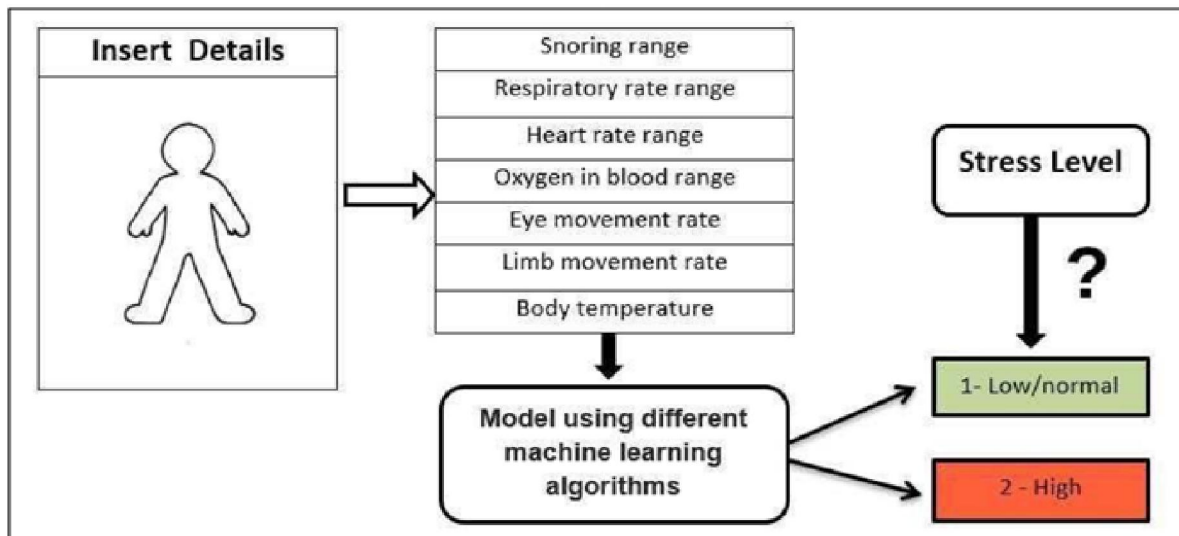 Insert Details
Snoring range
Respiratory rate range
Heart rate range
Oxygen in blood range
Eye movement rate
Limb movement rate
Body temperature
Model using different
machine learning
algorithms
Stress Level
?
1- Low/normal
2 - High